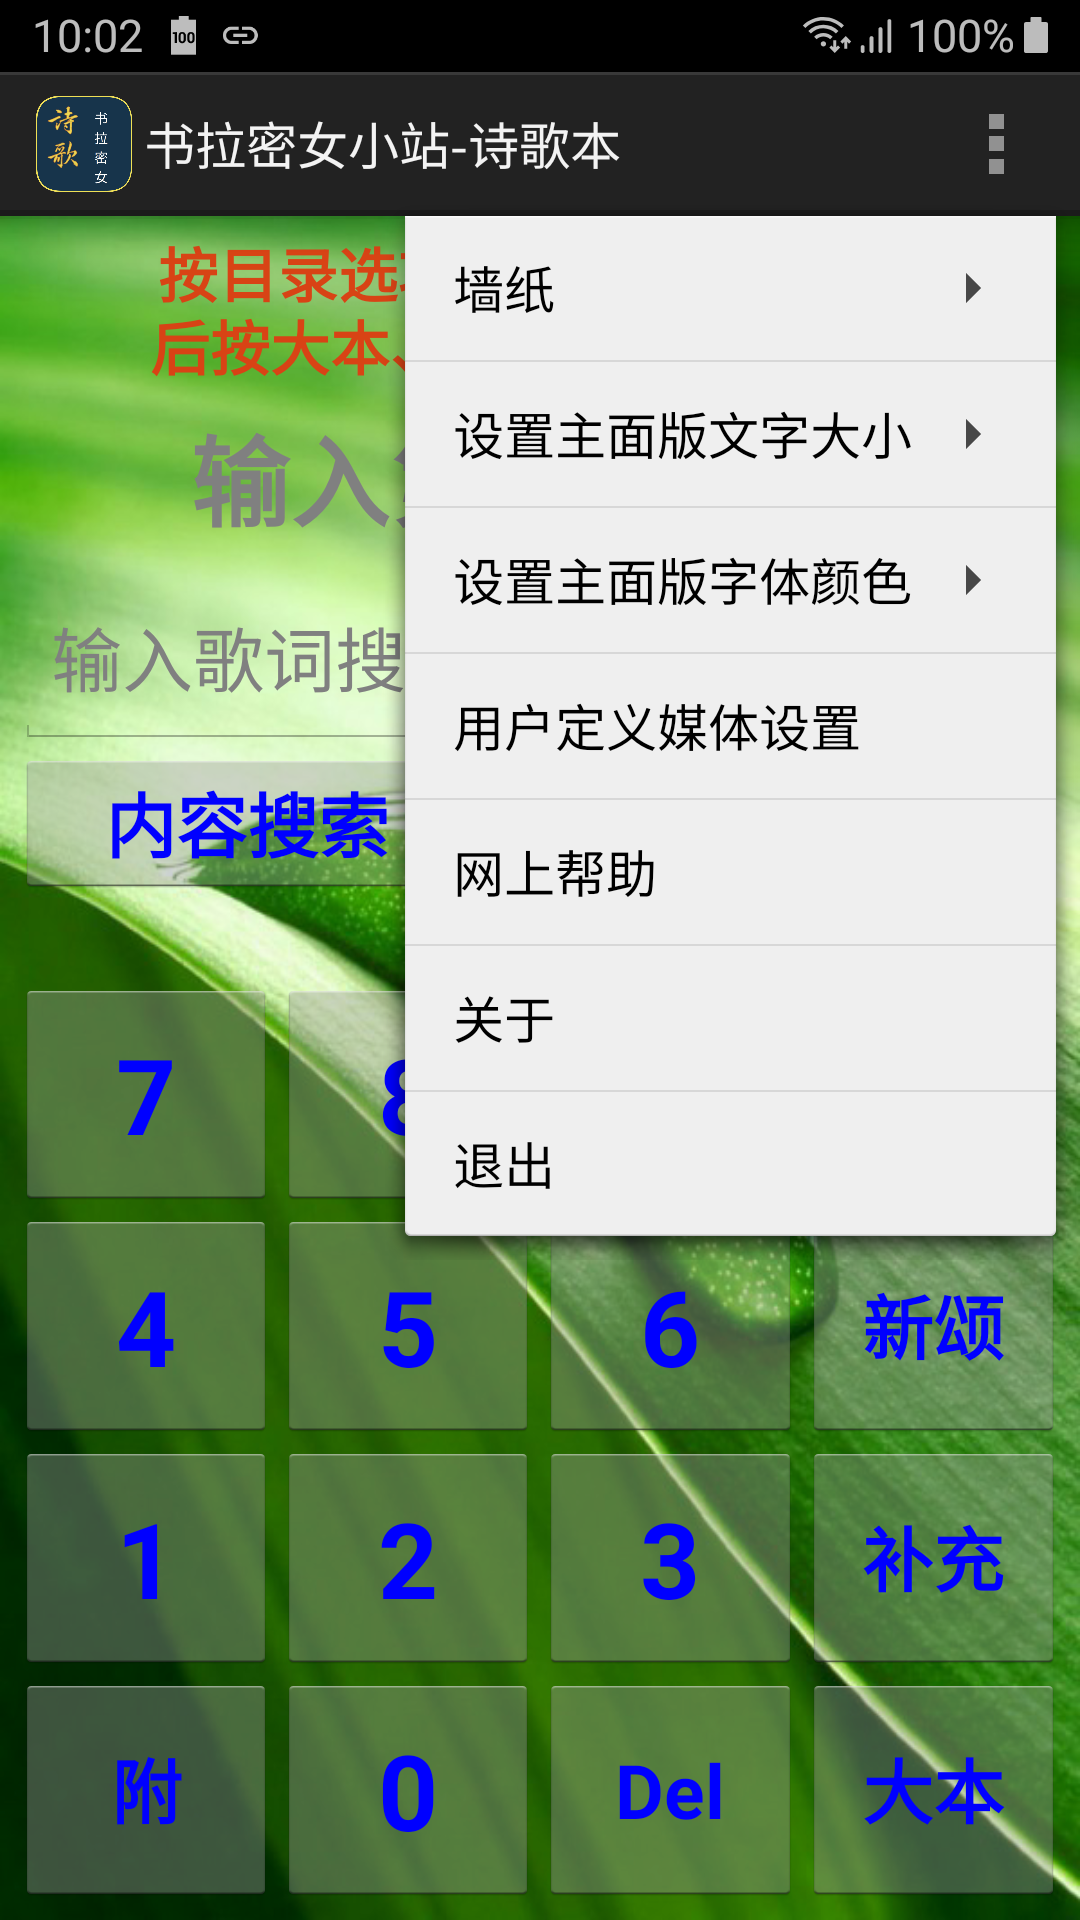 10:02
100
100%
诗歌
书拉密女
书拉密女小站-诗歌本
按目录选
后按大本、
输入
输入歌词搜
内容搜索
墙纸
设置主面版文字大小
设置主面版字体颜色
用户定义媒体设置
网上帮助
关于
退出
7
8
4
5
6
新颂
1
2
3
补充
附
0
Del
大本